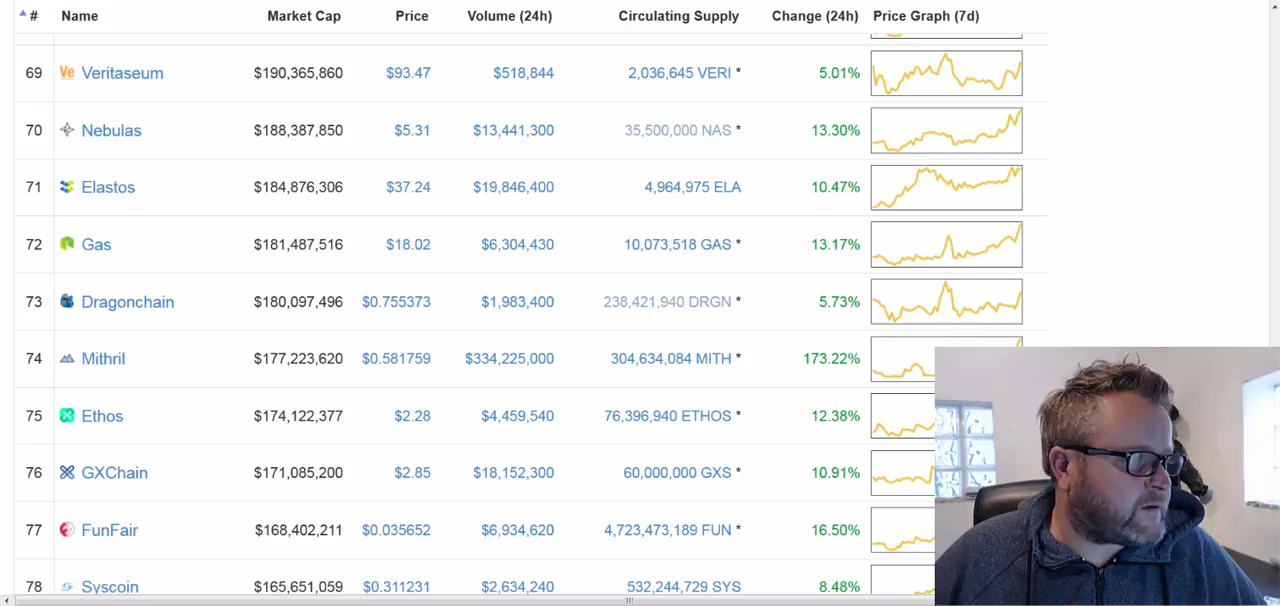 # Name Market Cap Price Volume (24h) Circulating Supply Change (24h) Price Graph (7d)
69 Veritaseum $190,365,860 $93.47 $518,844 2,036,645 VERI * 5.01%
70 Nebulas $188,387,850 $5.31 $13,441,300 35,500,000 NAS * 13.30%
71 Elastos $184,876,306 $37.24 $19,846,400 4,964,975 ELA 10.47%
72 Gas $181,487,516 $18.02 $6,304,430 10,073,518 GAS * 13.17%
73 Dragonchain $180,097,496 $0.755373 $1,983,400 238,421,940 DRGN * 5.73%
74 Mithril $177,223,620 $0.581759 $334,225,000 304,634,084 MITH * 173.22%
75 Ethos $174,122,377 $2.28 $4,459,540 76,396,940 ETHOS * 12.38%
76 GXChain $171,085,200 $2.85 $18,152,300 60,000,000 GXS * 10.91%
77 FunFair $168,402,211 $0.035652 $6,934,620 4,723,473,189 FUN * 16.50%
78 Syscoin $165,651,059 $0.311231 $2,634,240 532,244,729 SYS 8.48%